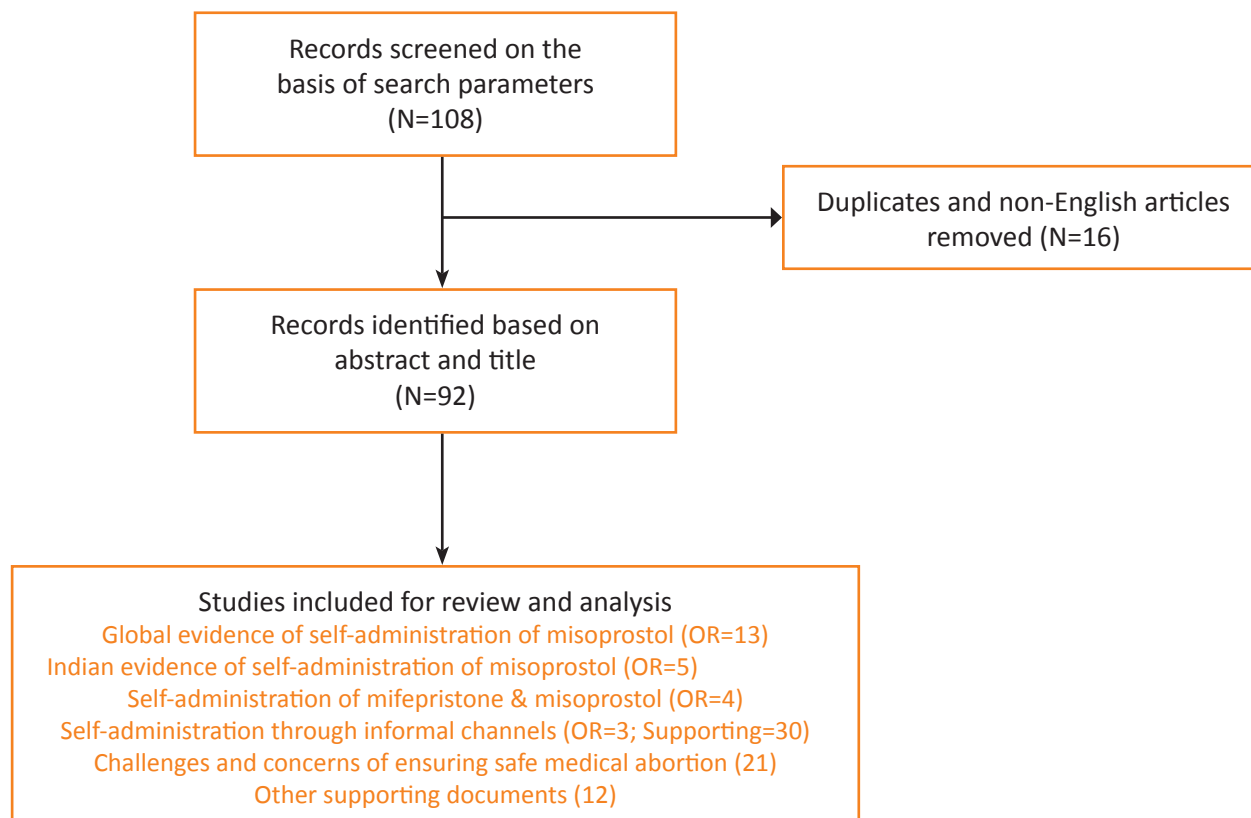 Records screened on the
basis of search parameters
(N=108)
Duplicates and non-English articles
removed (N=16)
Records identified based on
abstract and title
(N=92)
Studies included for review and analysis
Global evidence of self-administration of misoprostol (OR=13)
Indian evidence of self-administration of misoprostol (OR=5)
Self-administration of mifepristone & misoprostol (OR=4)
Self-administration through informal channels (OR=3; Supporting=30)
Challenges and concerns of ensuring safe medical abortion (21)
Other supporting documents (12)